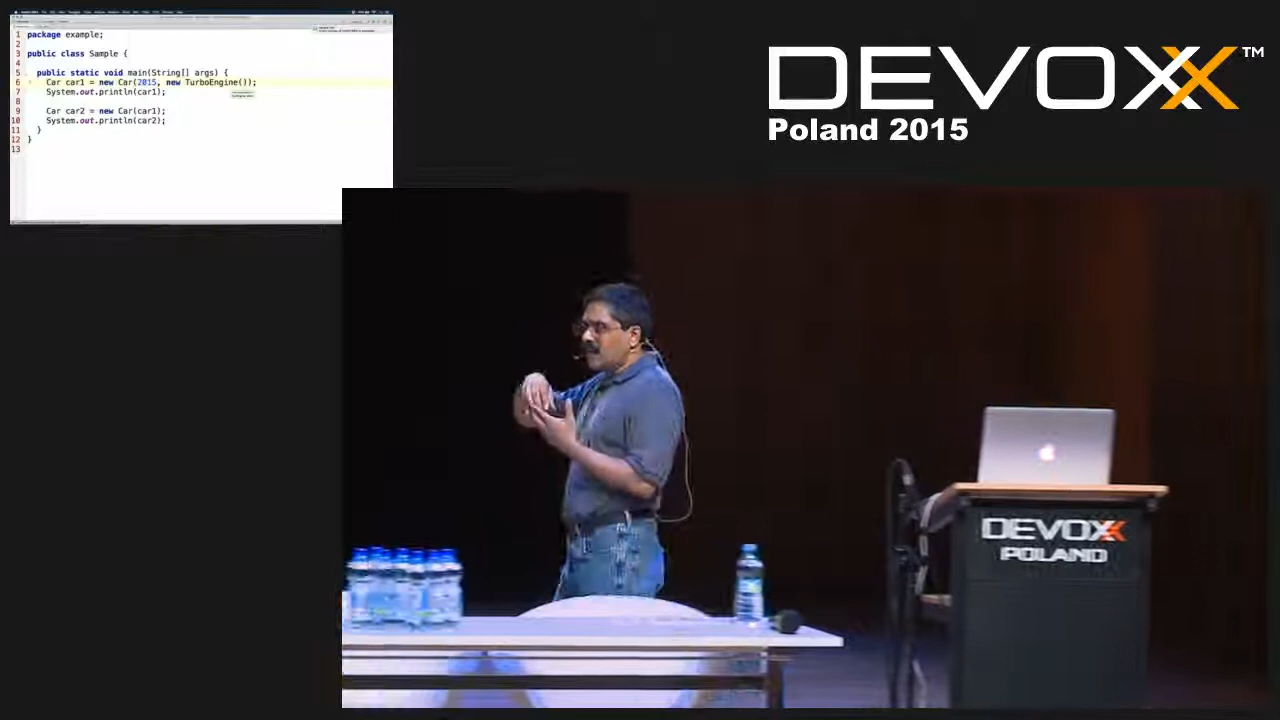 1 package example;
2
3 public class Sample {
4
5 public static void main(String[] args) {
6 Car car1 = new Car(2015, new TurboEngine());
7 System.out.println(car1);
8
9 Car car2 = new Car(car1);
10 System.out.println(car2);
11 }
12 }
13
DEVOXX™
Poland 2015
DEVOXX
POLAND